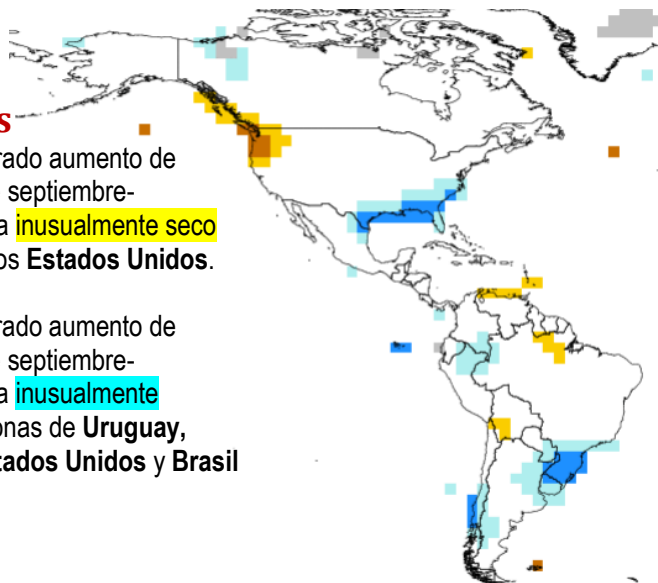 s
rado aumento de
septiembre-
a inusualmente seco
os Estados Unidos.
rado aumento de
septiembre-
a inusualmente
onas de Uruguay,
tados Unidos y Brasil